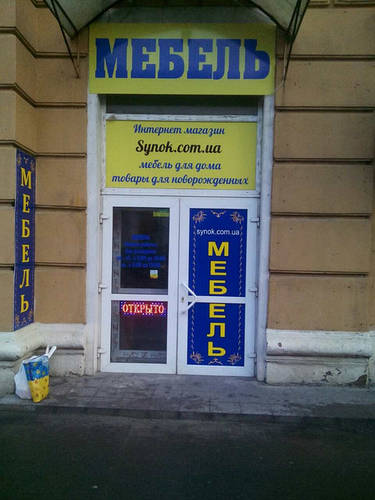 МЕБЕЛЬ
Интернет магазин
Synok.com.ua
мебель для дома
товары для новорожденных
МЕБЕЛЬ
synok.com.ua
МЕБЕЛЬ
ОТКРЫТО